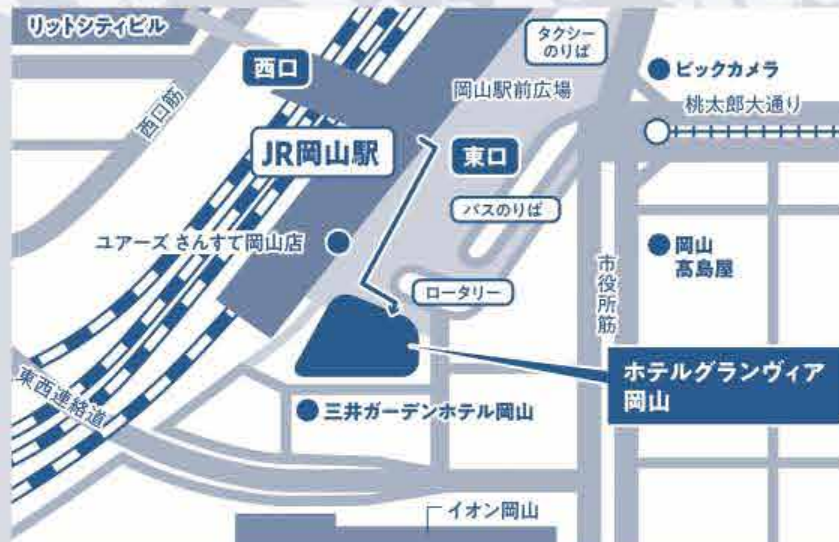 リットシティビル
西口筋
西口
タクシー
のりば
岡山駅前広場
ビックカメラ
桃太郎大通り
JR岡山駅
東口
バスのりば
ユアーズ さんすて岡山店
ロータリー
市役所筋
岡山
髙島屋
東西連絡道
ホテルグランヴィア
岡山
三井ガーデンホテル岡山
イオン岡山